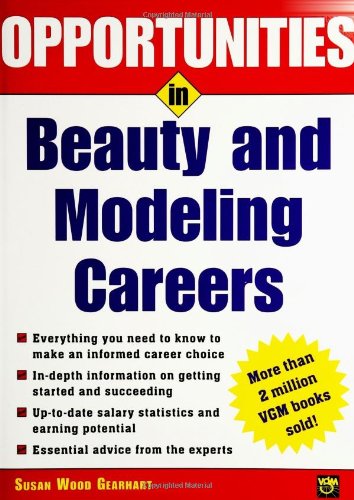 OPPORTUNITIES
in
Beauty and
Modeling
Careers
Everything you need to know to
make an informed career choice
In-depth information on getting
started and succeeding
Up-to-date salary statistics and
earning potential
Essential advice from the experts
More than
2 million
VGM books
sold!
SUSAN WOOD GEARHART
VGM